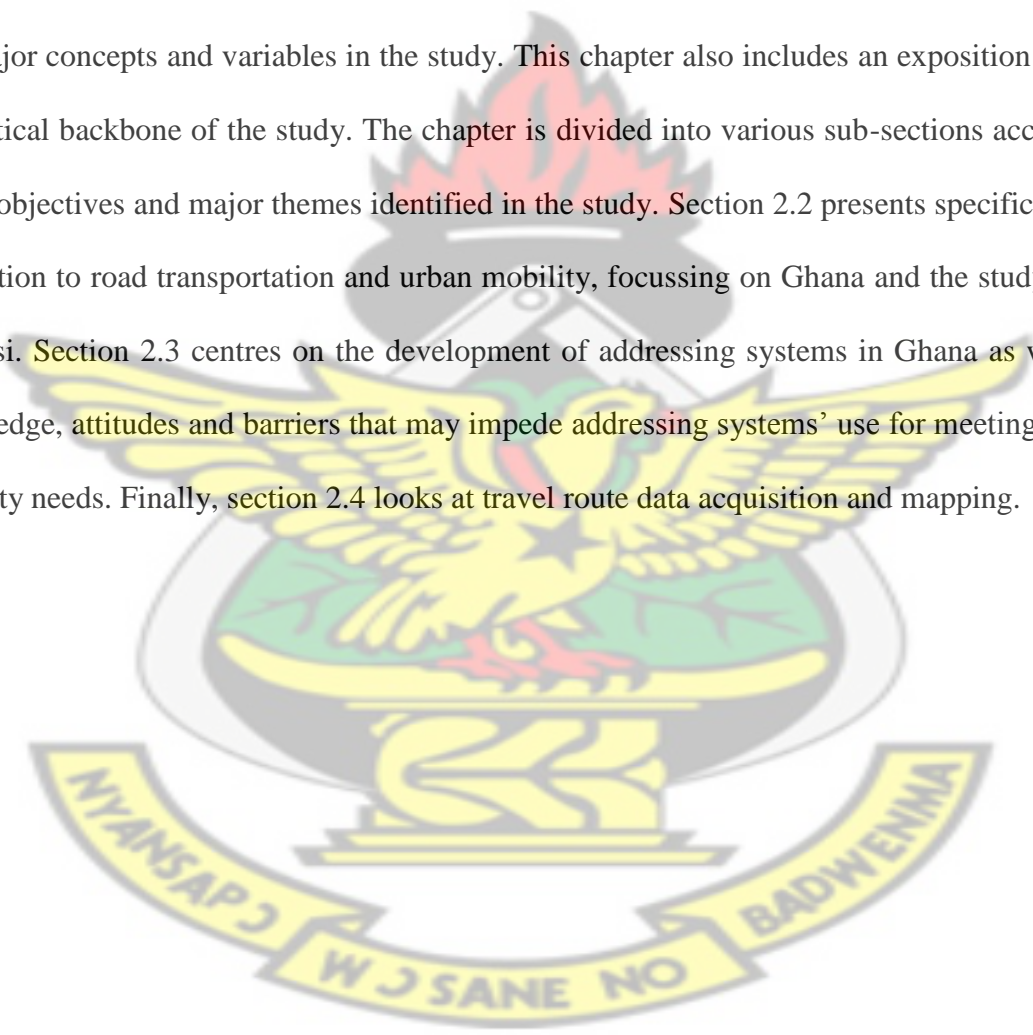 jor concepts and variables in the study. This chapter also includes an exposition
tical backbone of the study. The chapter is divided into various sub-sections acc
objectives and major themes identified in the study. Section 2.2 presents specific
tion to road transportation and urban mobility, focussing on Ghana and the study
si. Section 2.3 centres on the development of addressing systems in Ghana as v
edge, attitudes and barriers that may impede addressing systems’ use for meeting
ty needs. Finally, section 2.4 looks at travel route data acquisition and mapping.
NYANSAPƆ
WƆSANE NO
BADWENMA